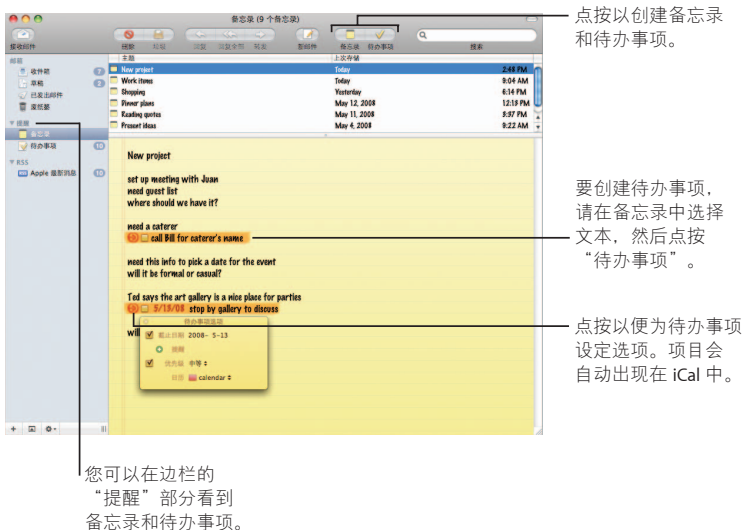 备忘录 (9 个备忘录)
接收邮件
删除 垃圾 回复 回复全部 转发 新邮件 备忘录 待办事项 搜索
邮箱
收件箱 7
草稿 2
已发出邮件
废纸篓
提醒
备忘录
待办事项 18
RSS
Apple 最新消息 10
主题 上次存储
New project Today 2:48 PM
Work items Today 9:04 AM
Shopping Yesterday 6:14 PM
Dinner plans May 12, 2008 12:15 PM
Reading quotes May 11, 2008 3:37 PM
Present ideas May 4, 2008 9:22 AM
New project
set up meeting with Juan
need guest list
where should we have it?
need a caterer
call Bill for caterer's name
need this info to pick a date for the event
will it be formal or casual?
Ted says the art gallery is a nice place for parties
5/13/08 stop by gallery to discuss
will
待办事项选项
截止日期 2008- 5-13
提醒
优先级 中等
日历 calendar
点按以创建备忘录
和待办事项。
要创建待办事项，
请在备忘录中选择
文本，然后点按
“待办事项”。
点按以便为待办事项
设定选项。项目会
自动出现在 iCal 中。
您可以在边栏的
“提醒”部分看到
备忘录和待办事项。